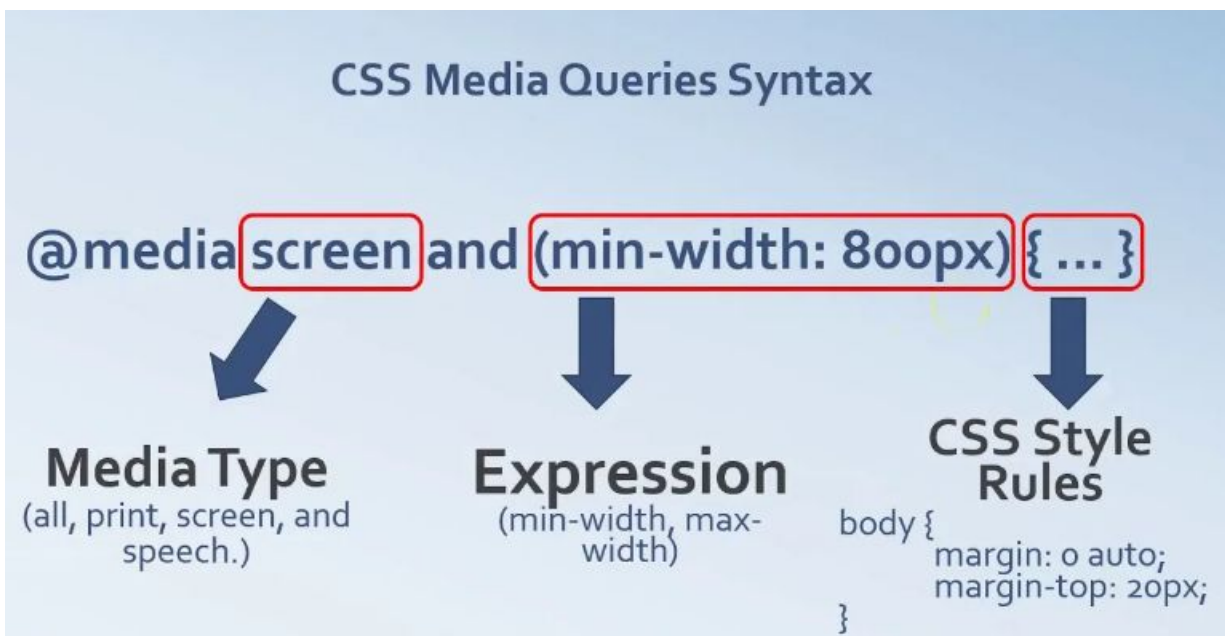 CSS Media Queries Syntax
@media screen and (min-width: 800px) { ... }
Media Type
(all, print, screen, and
speech.)
Expression
(min-width, max-
width)
CSS Style
Rules
body {
margin: 0 auto;
margin-top: 20px;
}